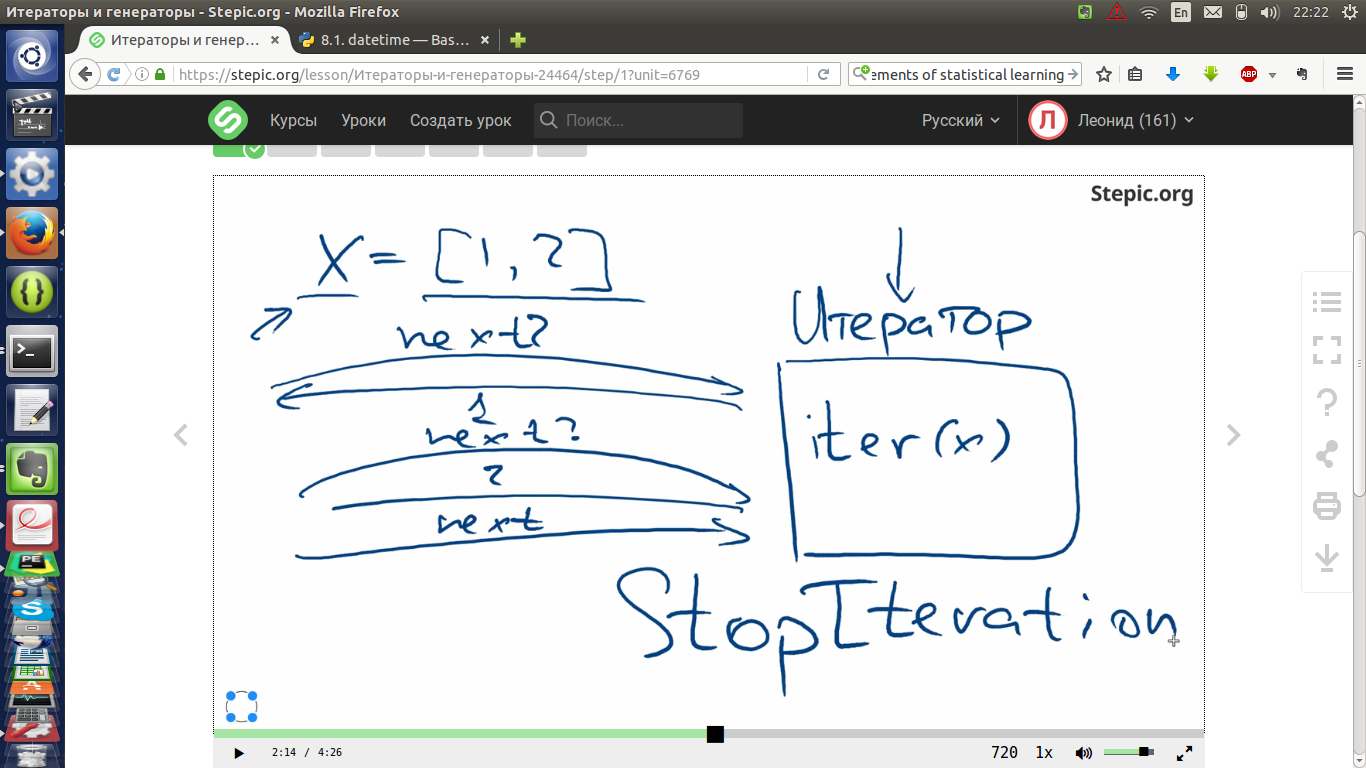 Итераторы и генераторы - Stepic.org - Mozilla Firefox
En
22:22
Итераторы и генер...
8.1. datetime — Bas...
https://stepic.org/lesson/Итераторы-и-генераторы-24464/step/1?unit=6769
ements of statistical learning
ABP
Курсы Уроки Создать урок Поиск...
Русский
Л
Леонид (161)
Stepic.org
X = [1, 2]
Итератор
next?
1
iter(x)
next?
2
next
StopIteration
2:14 / 4:26
720 1x
PE